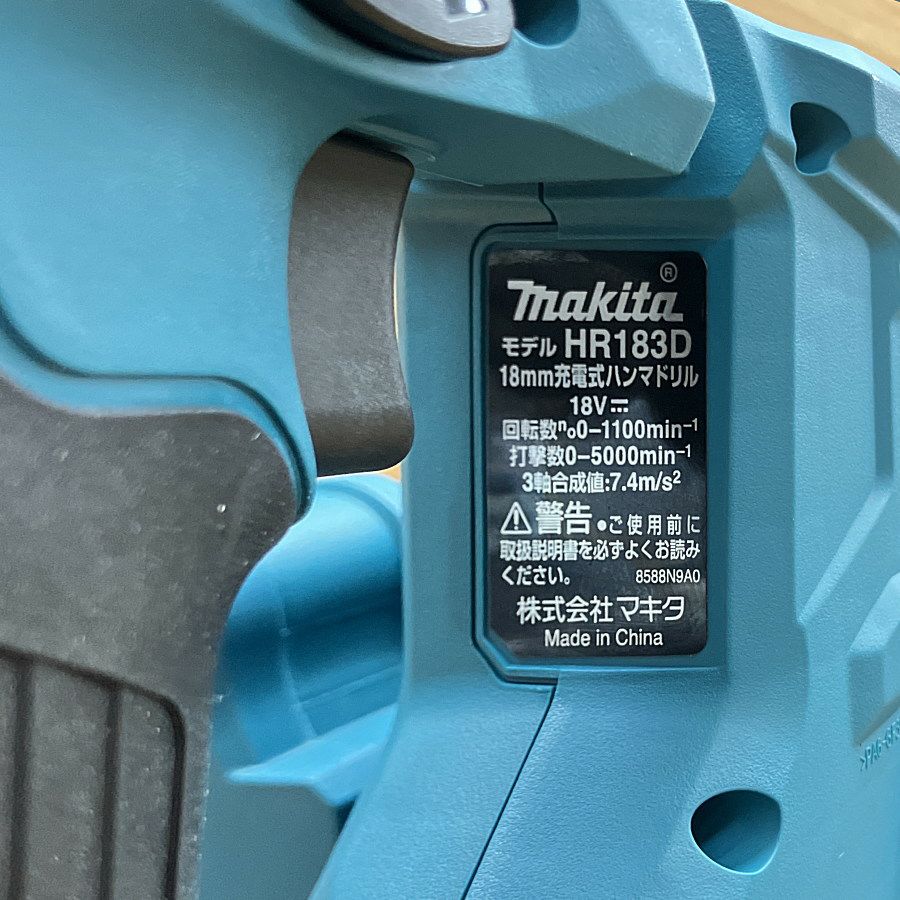 makita®
モデル HR183D
18mm充電式ハンマドリル
18V⎓
回転数n₀0-1100min⁻¹
打撃数0-5000min⁻¹
3軸合成値:7.4m/s²
⚠警告●ご使用前に
取扱説明書を必ずよくお読み
ください。 8588N9A0
株式会社マキタ
Made in China